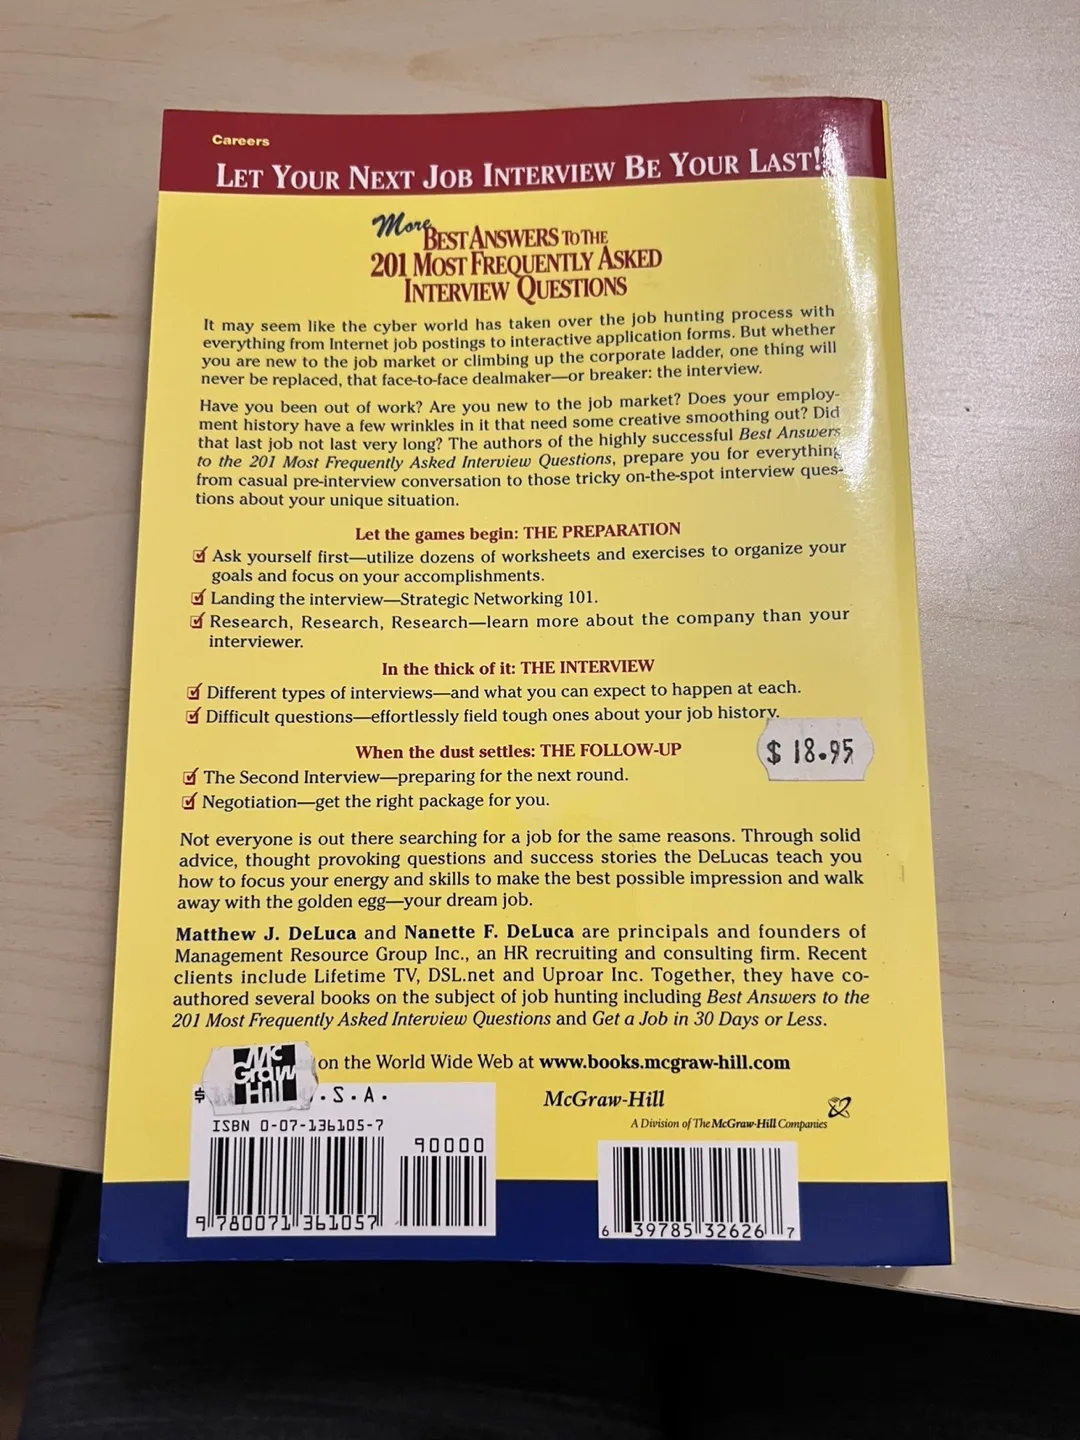 Careers
LET YOUR NEXT JOB INTERVIEW BE YOUR LAST!
More
BEST ANSWERS TO THE
201 MOST FREQUENTLY ASKED
INTERVIEW QUESTIONS
It may seem like the cyber world has taken over the job hunting process with
everything from Internet job postings to interactive application forms. But whether
you are new to the job market or climbing up the corporate ladder, one thing will
never be replaced, that face-to-face dealmaker—or breaker: the interview.
Have you been out of work? Are you new to the job market? Does your employ-
ment history have a few wrinkles in it that need some creative smoothing out? Did
that last job not last very long? The authors of the highly successful Best Answers
to the 201 Most Frequently Asked Interview Questions, prepare you for everything
from casual pre-interview conversation to those tricky on-the-spot interview ques-
tions about your unique situation.
Let the games begin: THE PREPARATION
Ask yourself first—utilize dozens of worksheets and exercises to organize your
goals and focus on your accomplishments.
Landing the interview—Strategic Networking 101.
Research, Research, Research—learn more about the company than your
interviewer.
In the thick of it: THE INTERVIEW
Different types of interviews—and what you can expect to happen at each.
Difficult questions—effortlessly field tough ones about your job history.
When the dust settles: THE FOLLOW-UP
$ 18.95
The Second Interview—preparing for the next round.
Negotiation—get the right package for you.
Not everyone is out there searching for a job for the same reasons. Through solid
advice, thought provoking questions and success stories the DeLucas teach you
how to focus your energy and skills to make the best possible impression and walk
away with the golden egg—your dream job.
Matthew J. DeLuca and Nanette F. DeLuca are principals and founders of
Management Resource Group Inc., an HR recruiting and consulting firm. Recent
clients include Lifetime TV, DSL.net and Uproar Inc. Together, they have co-
authored several books on the subject of job hunting including Best Answers to the
201 Most Frequently Asked Interview Questions and Get a Job in 30 Days or Less.
on the World Wide Web at www.books.mcgraw-hill.com
Mc
Graw
Hill
$ .S.A.
McGraw-Hill
A Division of The McGraw-Hill Companies
ISBN 0-07-136105-7
90000
9 780071 361057
6 39785 32626 7